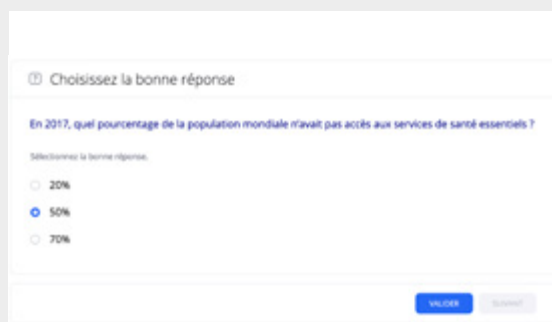 Choisissez la bonne réponse
En 2017, quel pourcentage de la population mondiale n'avait pas accès aux services de santé essentiels ?
Sélectionnez la bonne réponse.
20%
50%
70%
VALIDER SUIVANT